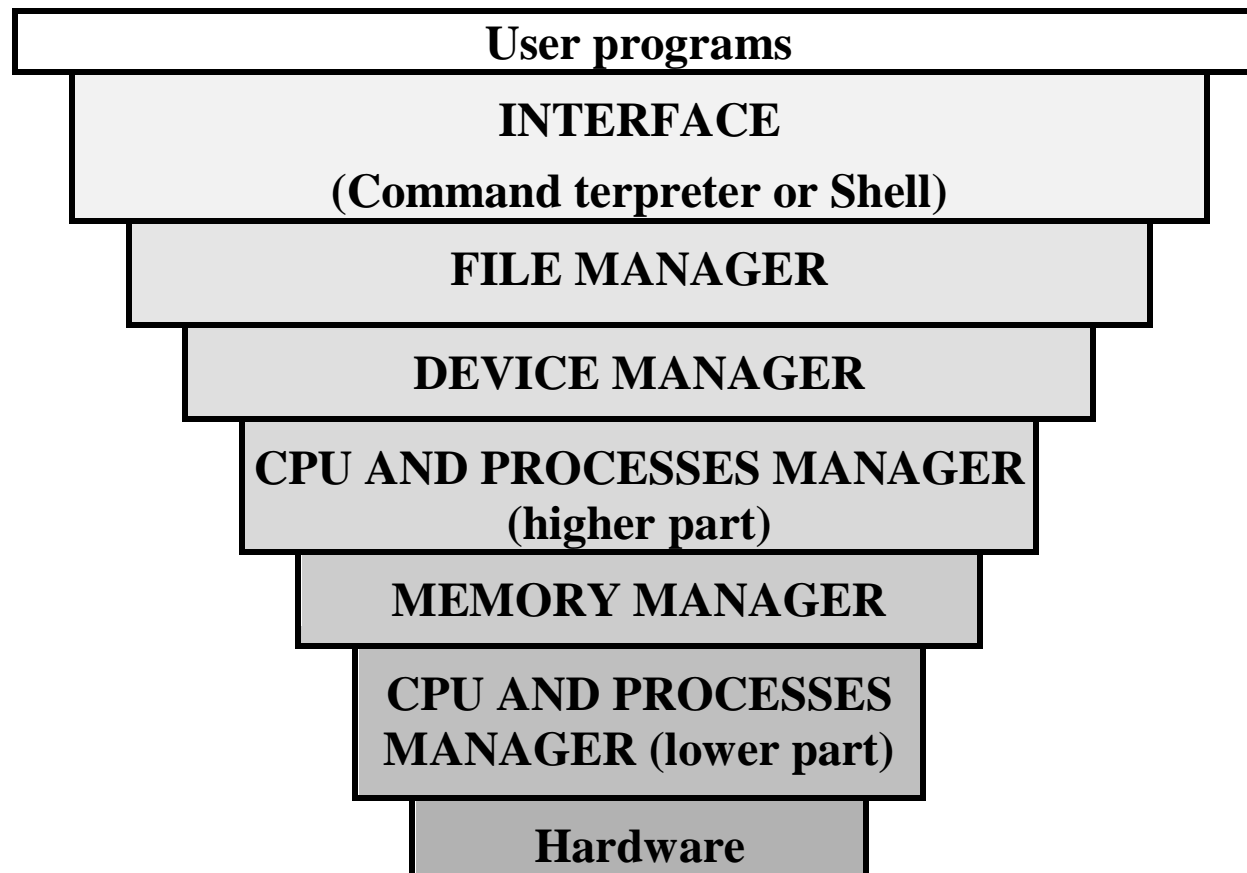 User programs
INTERFACE
(Command terpreter or Shell)
FILE MANAGER
DEVICE MANAGER
CPU AND PROCESSES MANAGER
(higher part)
MEMORY MANAGER
CPU AND PROCESSES
MANAGER (lower part)
Hardware